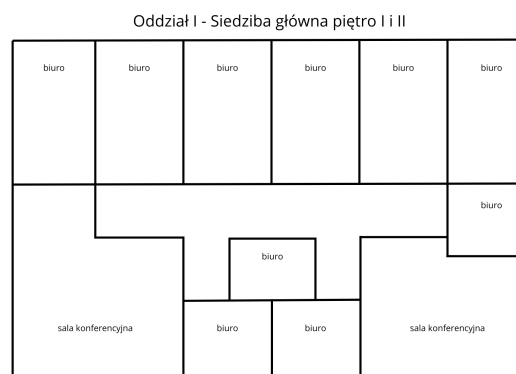 Oddział I - Siedziba główna piętro I i II
biuro biuro biuro biuro biuro biuro
biuro
biuro
sala konferencyjna biuro biuro sala konferencyjna